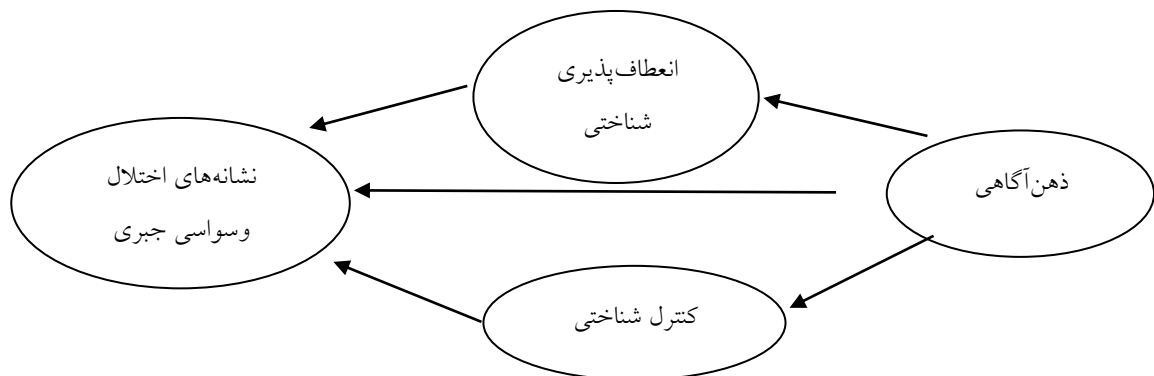 انعطاف‌پذیری
شناختی
ذهن‌آگاهی
نشانه‌های اختلال
وسواسی جبری
کنترل شناختی